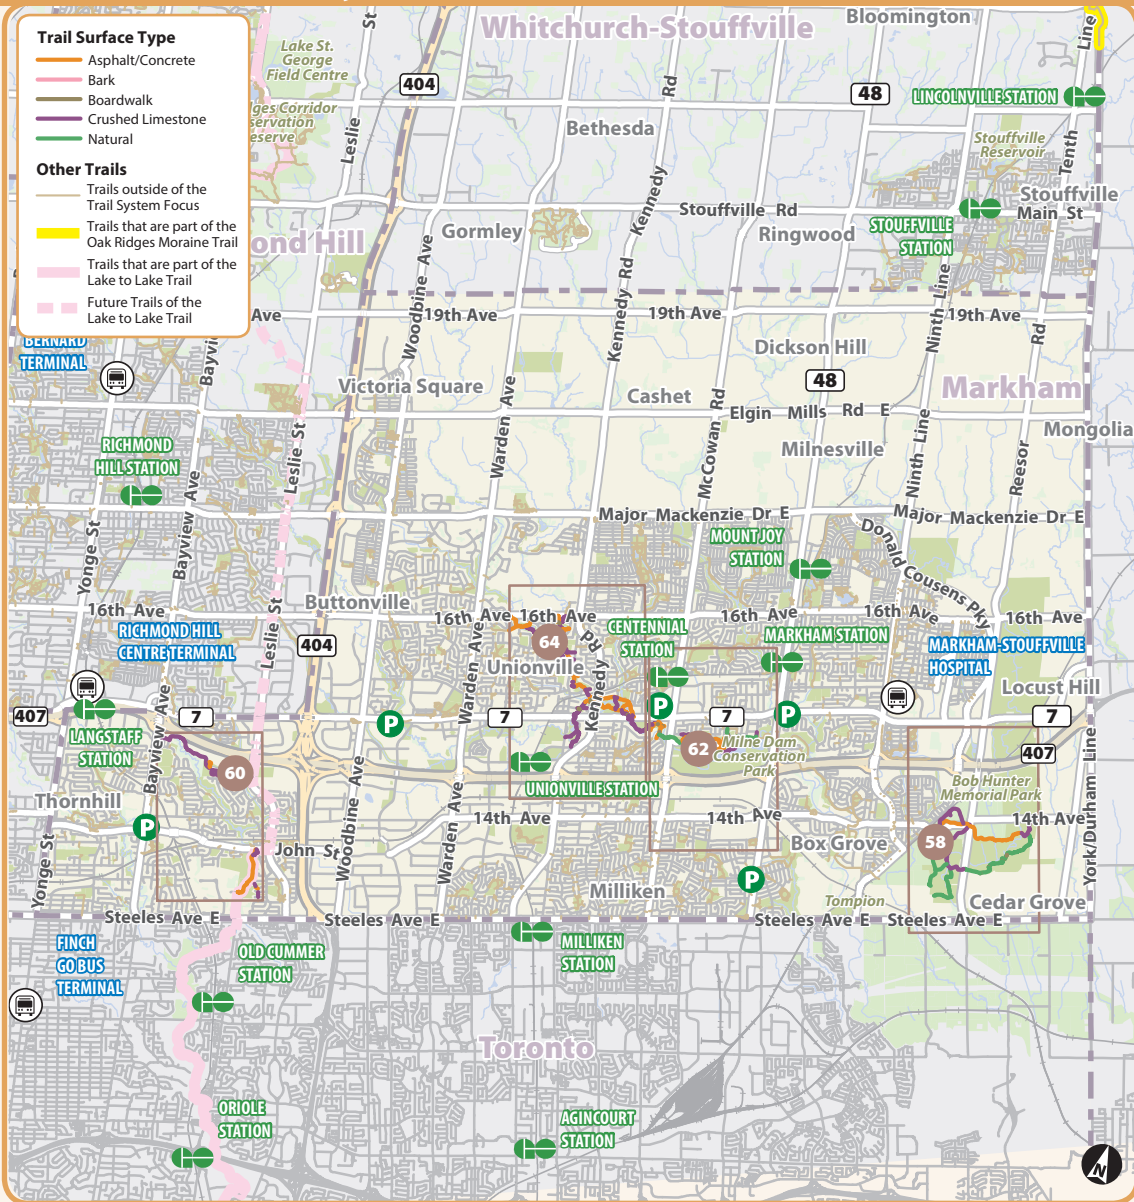 Trail Surface Type
Asphalt/Concrete
Bark
Boardwalk
Crushed Limestone
Natural
Other Trails
Trails outside of the
Trail System Focus
Trails that are part of the
Oak Ridges Moraine Trail
Trails that are part of the
Lake to Lake Trail
Future Trails of the
Lake to Lake Trail
Whitchurch-Stouffville
Bloomington
Line
St
Lake St.
George
Field Centre
404
Rd
48
LINCOLNVILLE STATION
ges Corridor
servation
eserve
Leslie
Bethesda
Stouffville
Reservoir
Tenth
Kennedy
Stouffville
Main St
Stouffville Rd
STOUFFVILLE
STATION
Ringwood
Gormley
ond Hill
Woodbine Ave
Kennedy Rd
Ninth Line
Ave
19th Ave
19th Ave
19th Ave
Rd
BERNARD
TERMINAL
Bayvi
Dickson Hill
48
Victoria Square
Cashet
Markham
Warden Ave
McCowan Rd
Elgin Mills Rd E
Mongolia
RICHMOND
HILL STATION
Leslie St
Milnesville
Ninth Line
Reesor
Bayview Ave
Yonge St
Major Mackenzie Dr E
Major Mackenzie Dr E
MOUNT JOY
STATION
Donald Cousens Pky
16th Ave
Buttonville
16th Ave
16th Ave
16th Ave
16th Ave
16th Ave
RICHMOND HILL
CENTRE TERMINAL
Leslie St
404
Warden Ave
64
Unionville
Rd
Kennedy
CENTENNIAL
STATION
MARKHAM STATION
MARKHAM-STOUFFVILLE
HOSPITAL
Locust Hill
407
7
7
P
P
P
7
7
LANGSTAFF
STATION
Bayview Ave
60
62
Milne Dam
Conservation
Park
407
UNIONVILLE STATION
Bob Hunter
Memorial Park
Thornhill
P
Woodbine Ave
Warden Ave
14th Ave
14th Ave
14th Ave
York/Durham Line
John St
Box Grove
58
Yonge St
P
Milliken
Tompion
Cedar Grove
Steeles Ave E
Steeles Ave E
Steeles Ave E
Steeles Ave E
FINCH
GO BUS
TERMINAL
OLD CUMMER
STATION
MILLIKEN
STATION
Toronto
ORIOLE
STATION
AGINCOURT
STATION
N